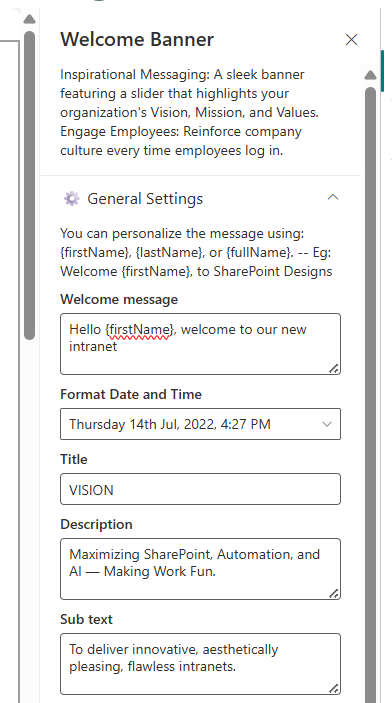 Welcome Banner
Inspirational Messaging: A sleek banner
featuring a slider that highlights your
organization's Vision, Mission, and Values.
Engage Employees: Reinforce company
culture every time employees log in.
General Settings
You can personalize the message using:
{firstName}, {lastName}, or {fullName}. -- Eg:
Welcome {firstName}, to SharePoint Designs
Welcome message
Hello {firstName}, welcome to our new
intranet
Format Date and Time
Thursday 14th Jul, 2022, 4:27 PM
Title
VISION
Description
Maximizing SharePoint, Automation, and
AI — Making Work Fun.
Sub text
To deliver innovative, aesthetically
pleasing, flawless intranets.